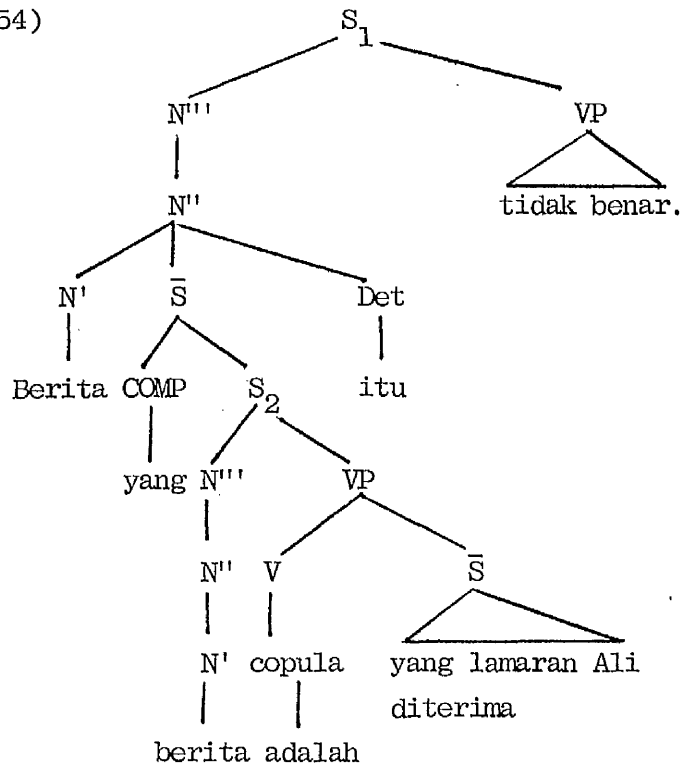 54)
S1
N''' VP
N'' tidak benar.
N' S̄ Det
Berita COMP S2 itu
yang N''' VP
N'' V S̄
N' copula yang lamaran Ali
diterima
berita adalah